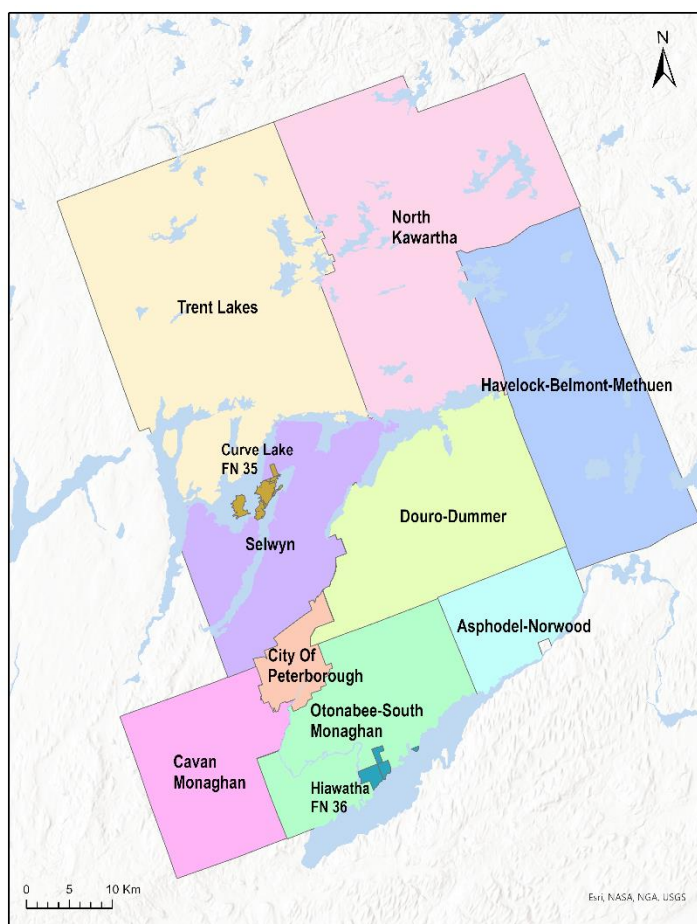 N
North
Kawartha
Trent Lakes
Havelock-Belmont-Methuen
Curve Lake
FN 35
Douro-Dummer
Selwyn
Asphodel-Norwood
City Of
Peterborough
Otonabee-South
Monaghan
Cavan
Monaghan
Hiawatha
FN 36
0 5 10 Km
Esri, NASA, NGA, USGS